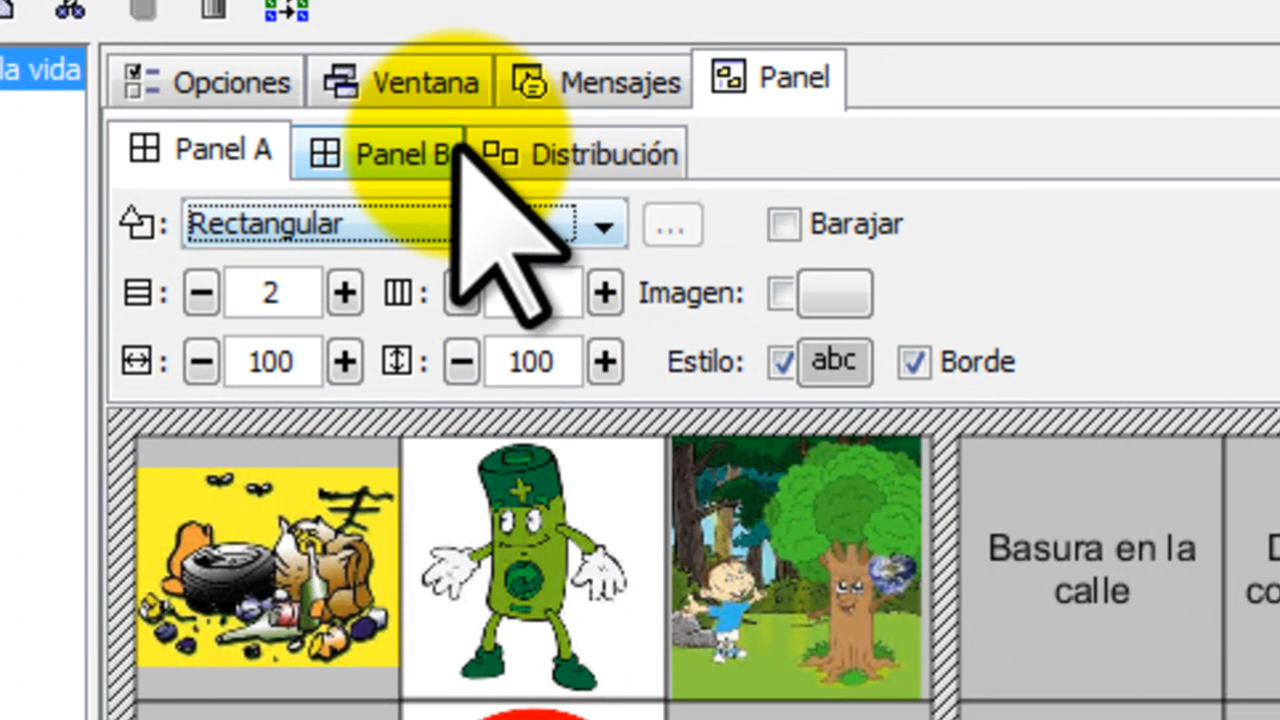 la vida
Opciones Ventana Mensajes Panel
Panel A Panel B Distribución
Rectangular ... Barajar
2 Imagen:
100 100 Estilo: abc Borde
Basura en la
calle